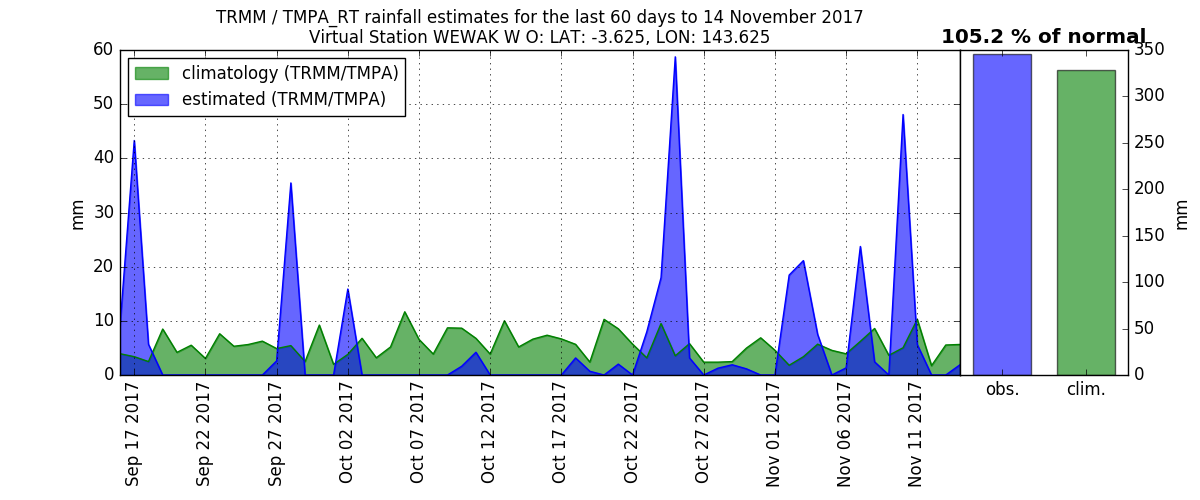 TRMM / TMPA_RT rainfall estimates for the last 60 days to 14 November 2017
Virtual Station WEWAK W O: LAT: -3.625, LON: 143.625
105.2 % of normal
climatology (TRMM/TMPA)
estimated (TRMM/TMPA)
60
50
40
30
20
10
0
mm
350
300
250
200
150
100
50
0
mm
Sep 17 2017
Sep 22 2017
Sep 27 2017
Oct 02 2017
Oct 07 2017
Oct 12 2017
Oct 17 2017
Oct 22 2017
Oct 27 2017
Nov 01 2017
Nov 06 2017
Nov 11 2017
obs.
clim.